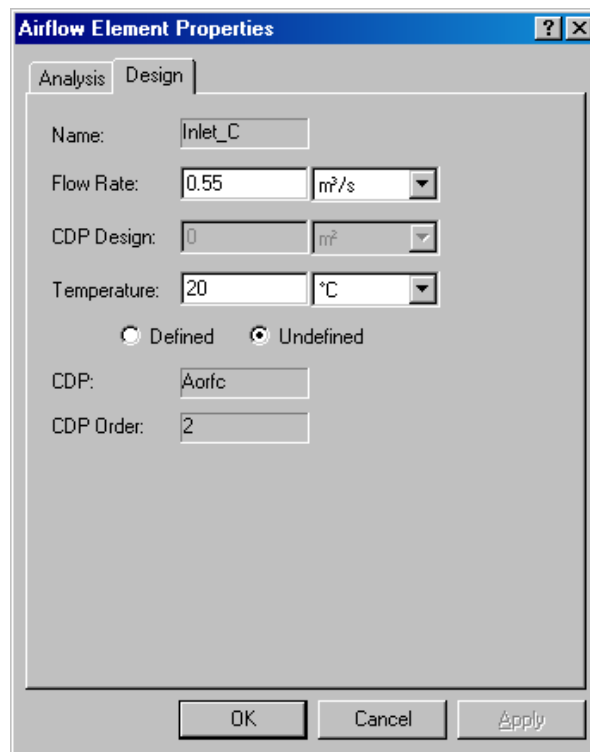 Airflow Element Properties
Analysis Design
Name: Inlet_C
Flow Rate: 0.55 m³/s
CDP Design: 0 m²
Temperature: 20 °C
Defined Undefined
CDP: Aorfc
CDP Order: 2
OK Cancel Apply